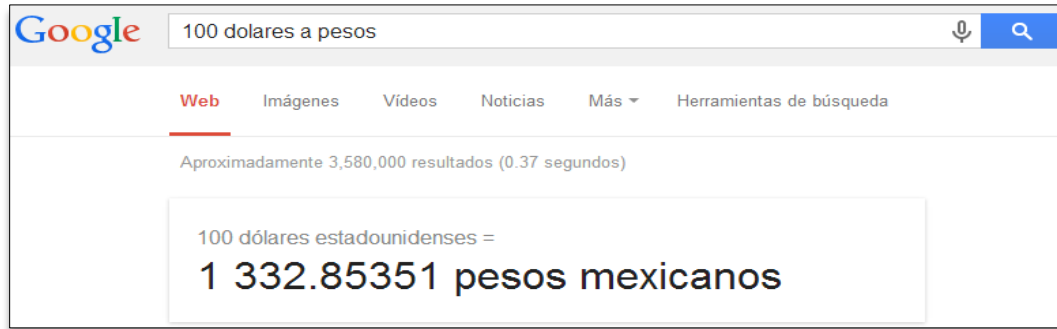 Google 100 dolares a pesos
Web Imágenes Vídeos Noticias Más Herramientas de búsqueda
Aproximadamente 3,580,000 resultados (0.37 segundos)
100 dólares estadounidenses =
1 332.85351 pesos mexicanos